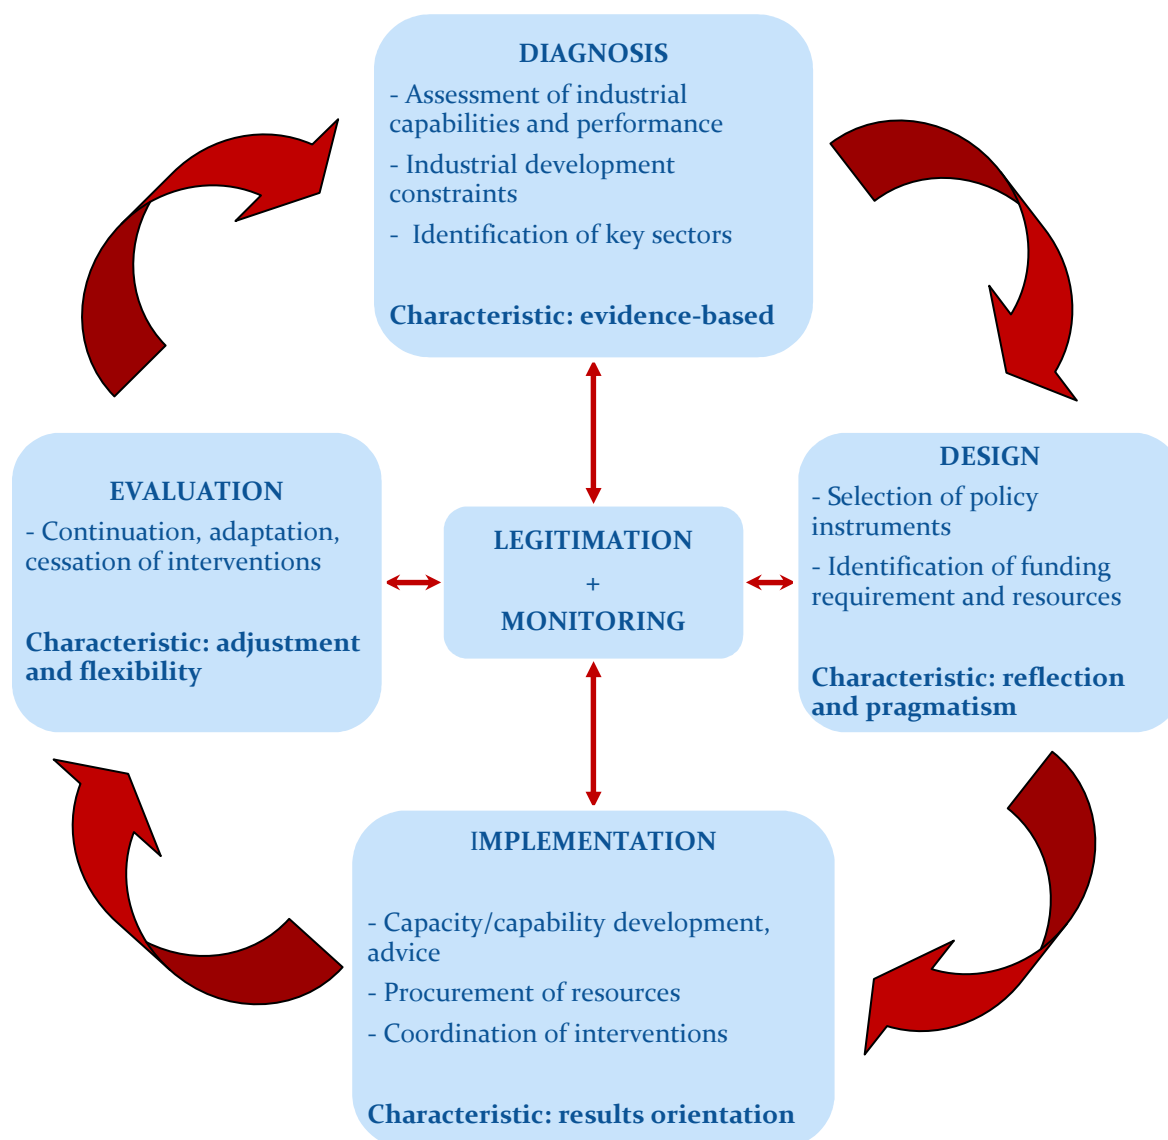 DIAGNOSIS
- Assessment of industrial
capabilities and performance
- Industrial development
constraints
- Identification of key sectors
Characteristic: evidence-based
EVALUATION
- Continuation, adaptation,
cessation of interventions
Characteristic: adjustment
and flexibility
LEGITIMATION
+
MONITORING
DESIGN
- Selection of policy
instruments
- Identification of funding
requirement and resources
Characteristic: reflection
and pragmatism
IMPLEMENTATION
- Capacity/capability development,
advice
- Procurement of resources
- Coordination of interventions
Characteristic: results orientation